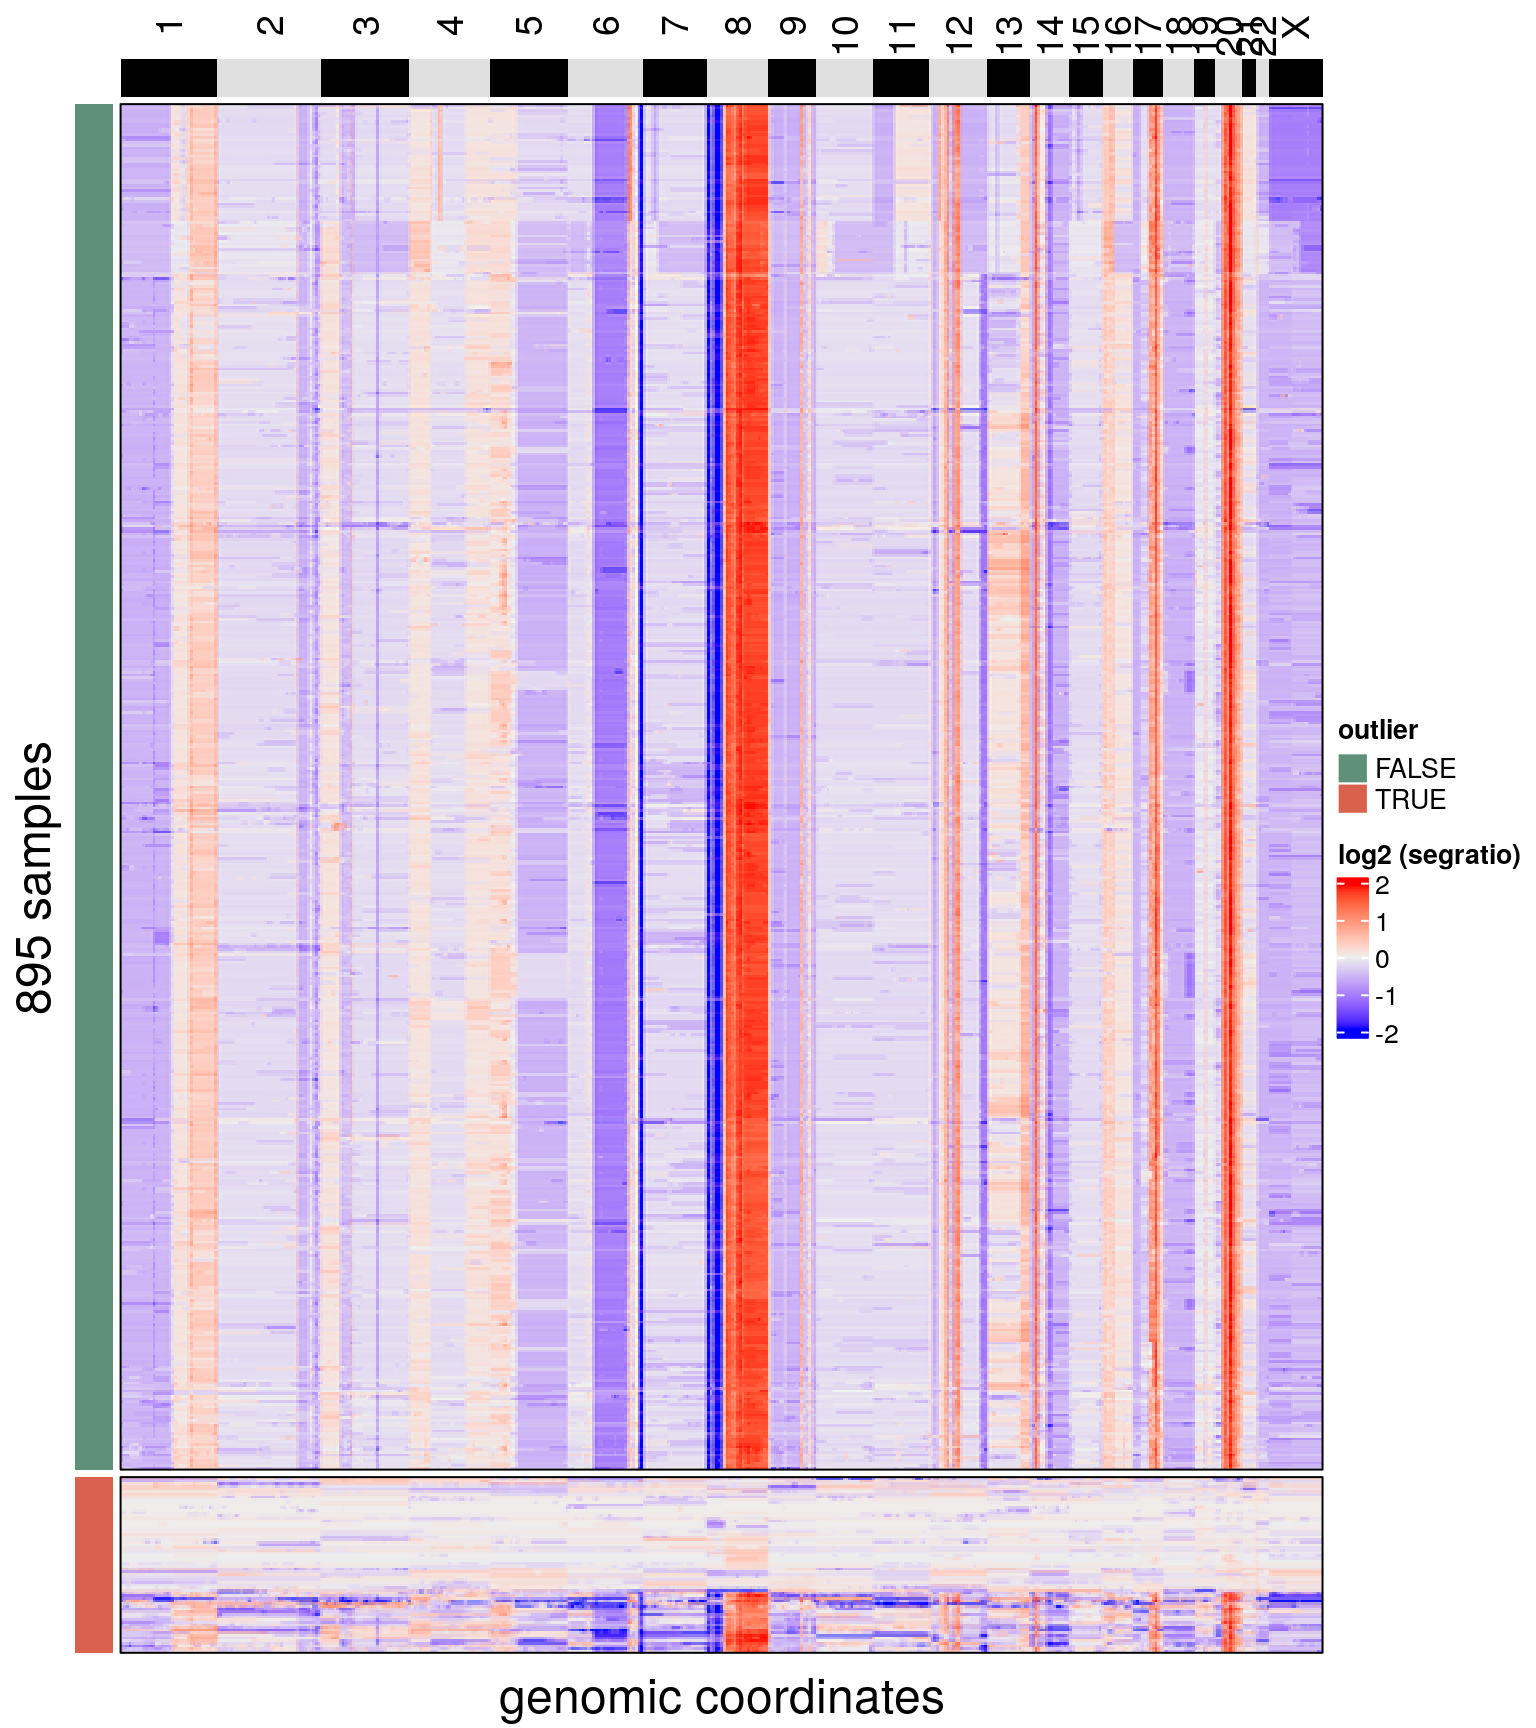 1 2 3 4 5 6 7 8 9 10 11 12 13 14 15 16 17 18 19 20 21 22 X
895 samples
outlier
FALSE
TRUE
log2 (segratio)
2
1
0
-1
-2
genomic coordinates